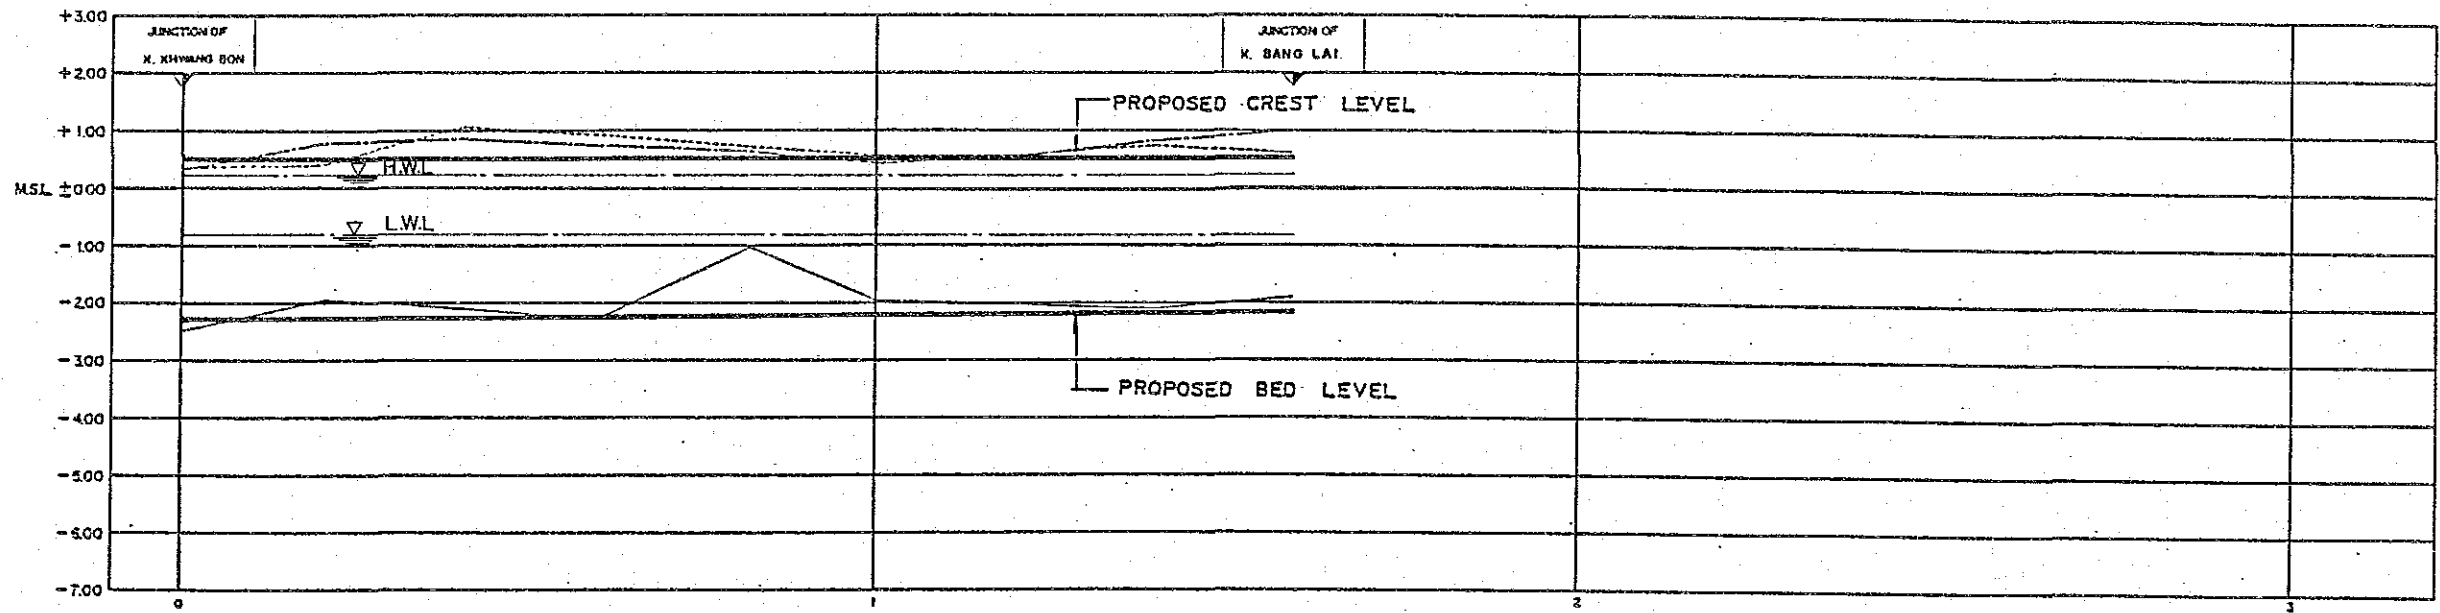 +3.00
JUNCTION OF
K. KHWANG BON
JUNCTION OF
K. BANG LAI.
+2.00
PROPOSED CREST LEVEL
+1.00
H.W.L
M.S.L. ±0.00
L.W.L
-1.00
-2.00
-3.00
PROPOSED BED LEVEL
-4.00
-5.00
-6.00
-7.00
0 1 2 3